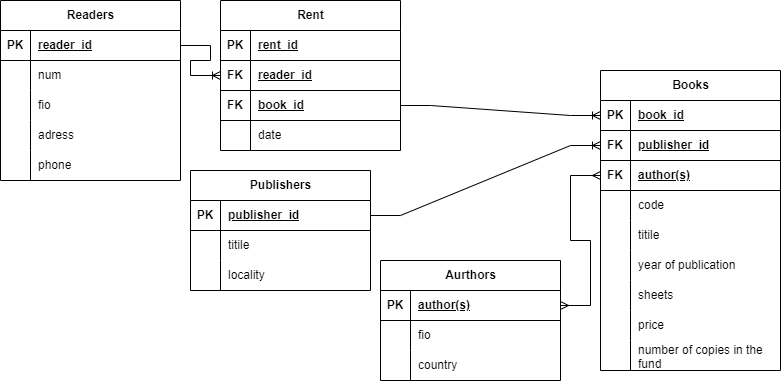 Readers
PK reader_id
num
fio
adress
phone
Rent
PK rent_id
FK reader_id
FK book_id
date
Publishers
PK publisher_id
titile
locality
Aurthors
PK author(s)
fio
country
Books
PK book_id
FK publisher_id
FK author(s)
code
titile
year of publication
sheets
price
number of copies in the
fund